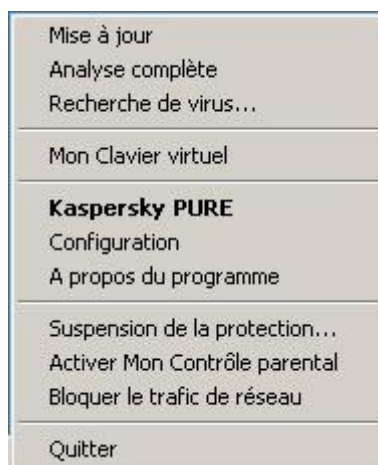 Mise à jour
Analyse complète
Recherche de virus...
Mon Clavier virtuel
Kaspersky PURE
Configuration
A propos du programme
Suspension de la protection...
Activer Mon Contrôle parental
Bloquer le trafic de réseau
Quitter